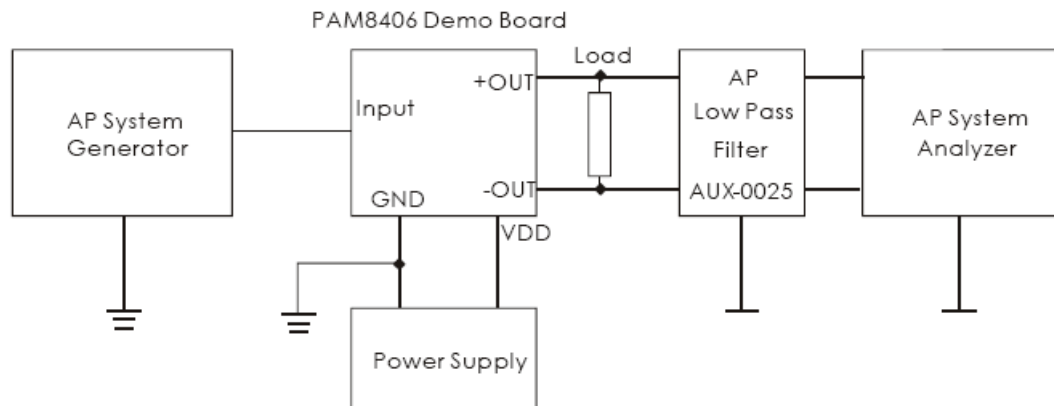 PAM8406 Demo Board
AP System
Generator
Input
GND
+OUT
-OUT
VDD
Load
AP
Low Pass
Filter
AUX-0025
AP System
Analyzer
Power Supply